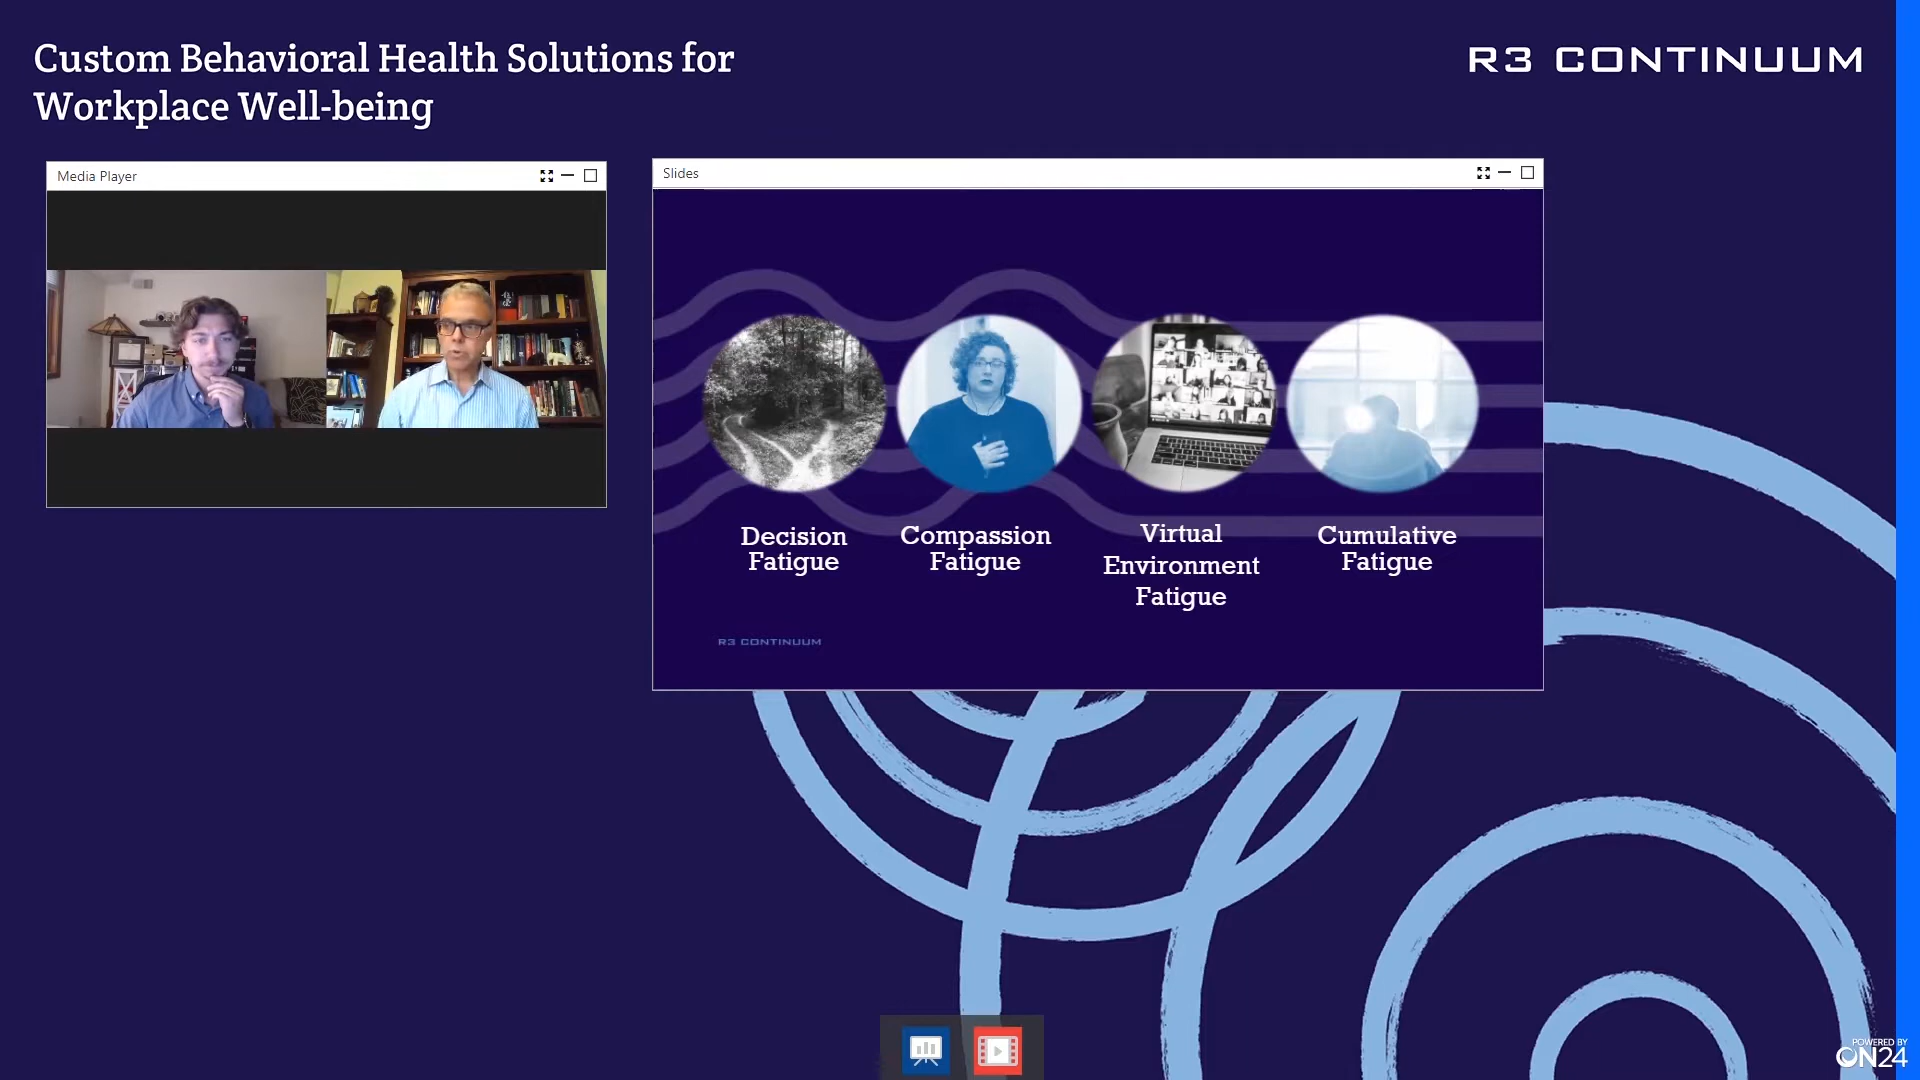 Custom Behavioral Health Solutions for
Workplace Well-being
R3 CONTINUUM
Media Player
Slides
Decision
Fatigue
Compassion
Fatigue
Virtual
Environment
Fatigue
Cumulative
Fatigue
R3 CONTINUUM
POWERED BY
ON24